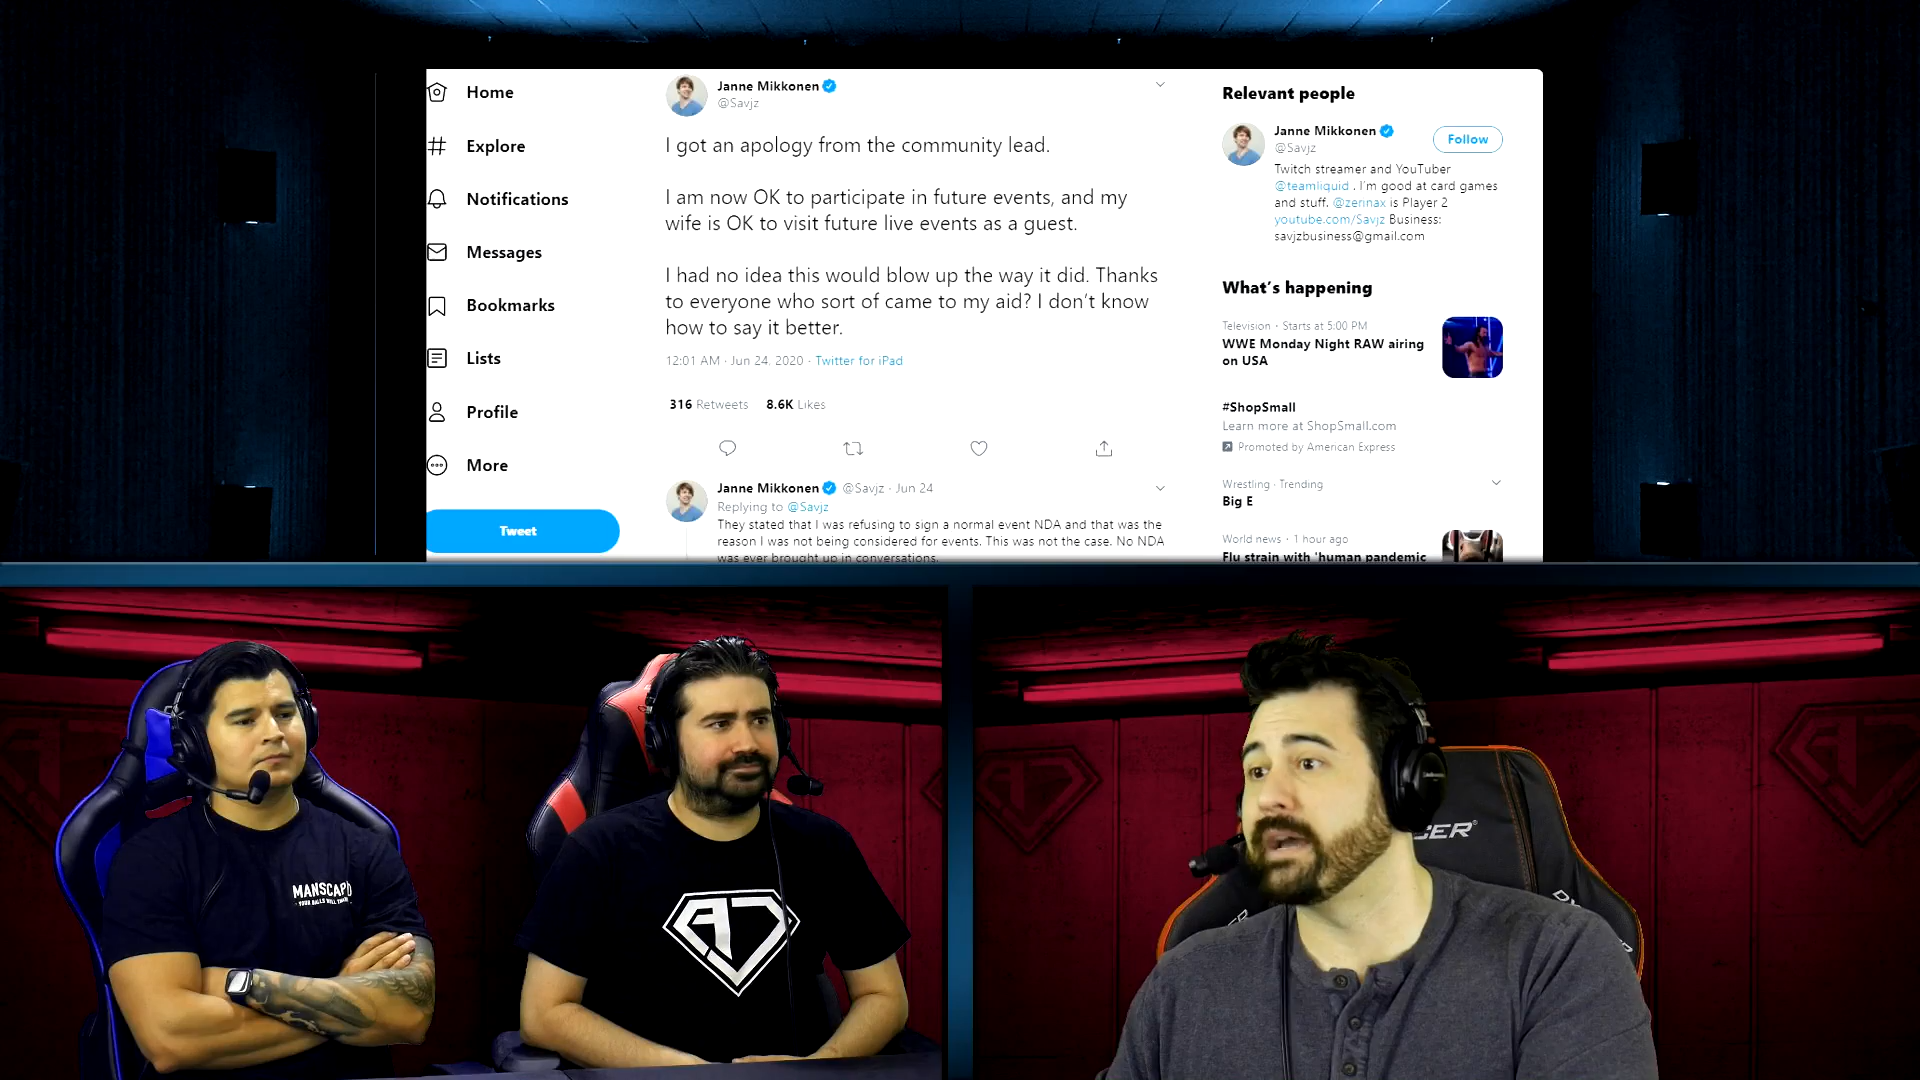 Home
Explore
Notifications
Messages
Bookmarks
Lists
Profile
More
Tweet
Janne Mikkonen
@Savjz
I got an apology from the community lead.
I am now OK to participate in future events, and my
wife is OK to visit future live events as a guest.
I had no idea this would blow up the way it did. Thanks
to everyone who sort of came to my aid? I don't know
how to say it better.
12:01 AM · Jun 24, 2020 · Twitter for iPad
316 Retweets 8.6K Likes
Janne Mikkonen @Savjz · Jun 24
Replying to @Savjz
They stated that I was refusing to sign a normal event NDA and that was the
reason I was not being considered for events. This was not the case. No NDA
was ever brought up in conversations.
Relevant people
Janne Mikkonen
@Savjz
Follow
Twitch streamer and YouTuber
@teamliquid . I'm good at card games
and stuff. @zerinax is Player 2
youtube.com/Savjz Business:
savjzbusiness@gmail.com
What's happening
Television · Starts at 5:00 PM
WWE Monday Night RAW airing
on USA
#ShopSmall
Learn more at ShopSmall.com
Promoted by American Express
Wrestling · Trending
Big E
World news · 1 hour ago
Flu strain with 'human pandemic
MANSCAPED
AJ